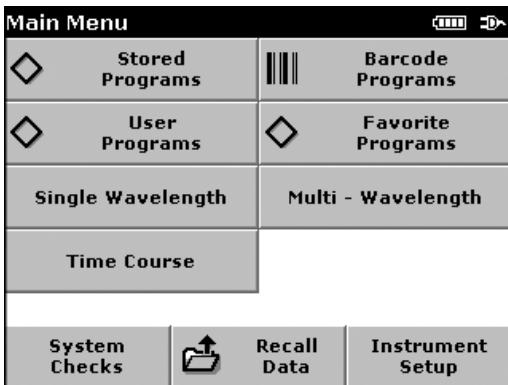 Main Menu
Stored
Programs
Barcode
Programs
User
Programs
Favorite
Programs
Single Wavelength
Multi - Wavelength
Time Course
System
Checks
Recall
Data
Instrument
Setup